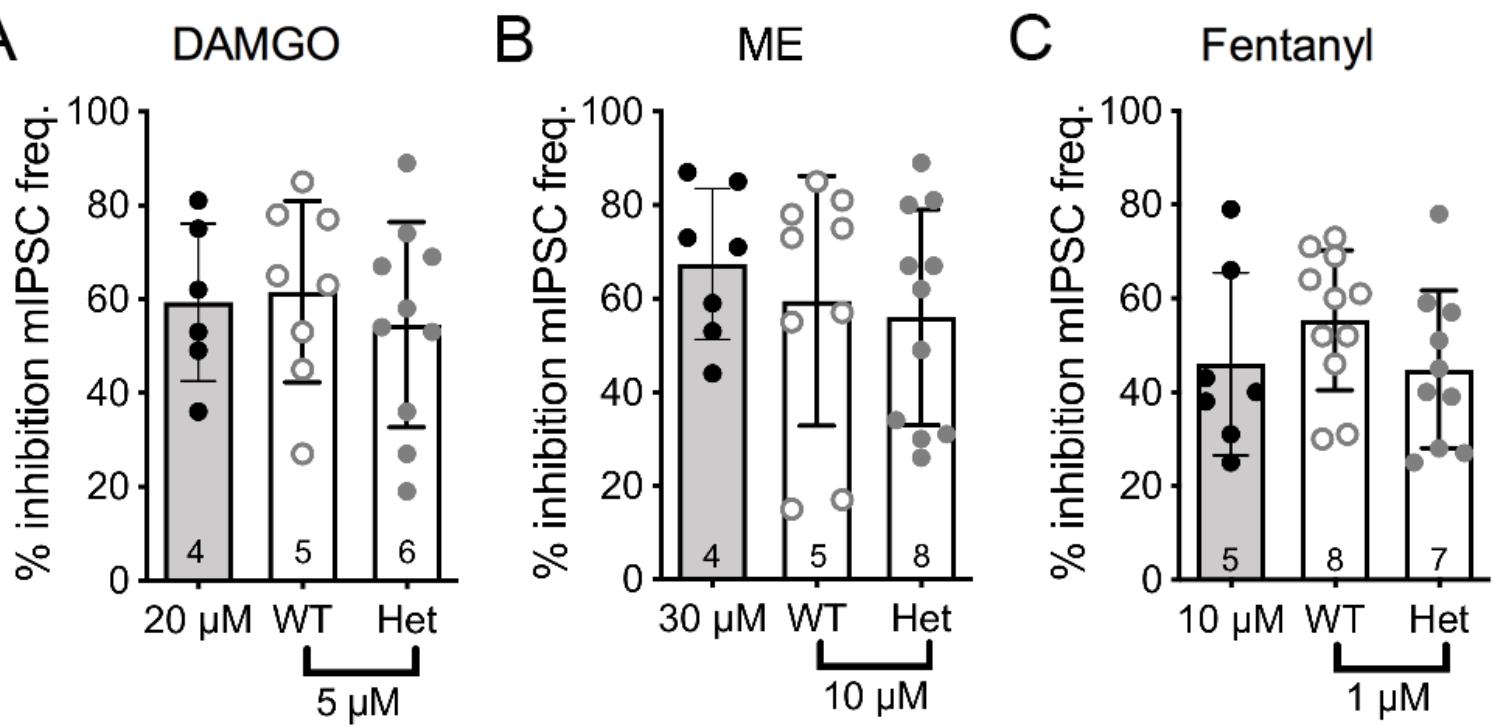 A DAMGO
% inhibition mIPSC freq.
100
80
60
40
20
0
4 5 6
20 µM WT Het
5 µM
B ME
% inhibition mIPSC freq.
100
80
60
40
20
0
4 5 8
30 µM WT Het
10 µM
C Fentanyl
% inhibition mIPSC freq.
100
80
60
40
20
0
5 8 7
10 µM WT Het
1 µM